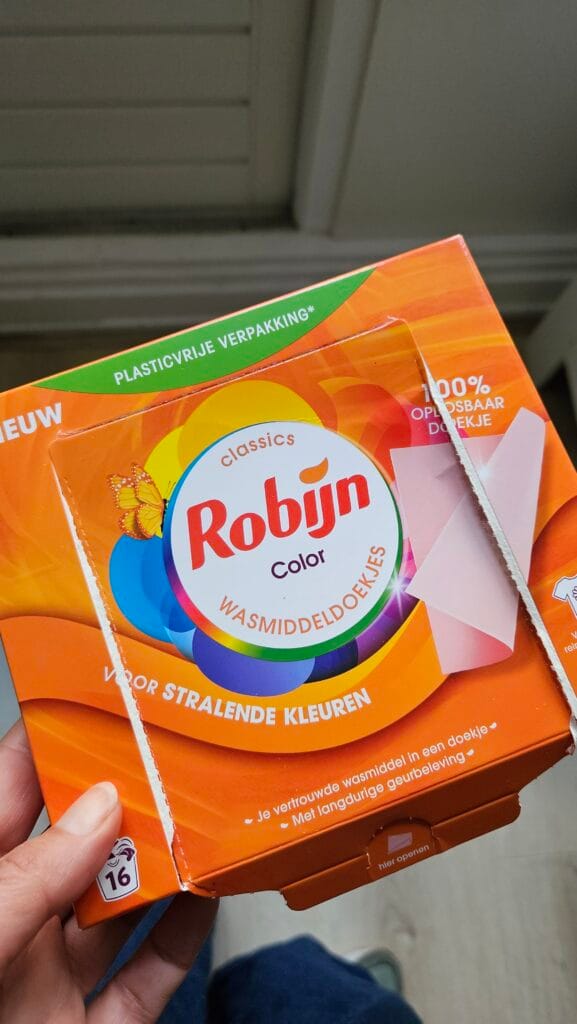 PLASTICVRIJE VERPAKKING*
NIEUW
100%
OPLOSBAAR
DOEKJE
classics
Robijn
Color
WASMIDDELDOEKJES
VOOR STRALENDE KLEUREN
Je vertrouwde wasmiddel in een doekje
Met langdurige geurbeleving
hier openen
16